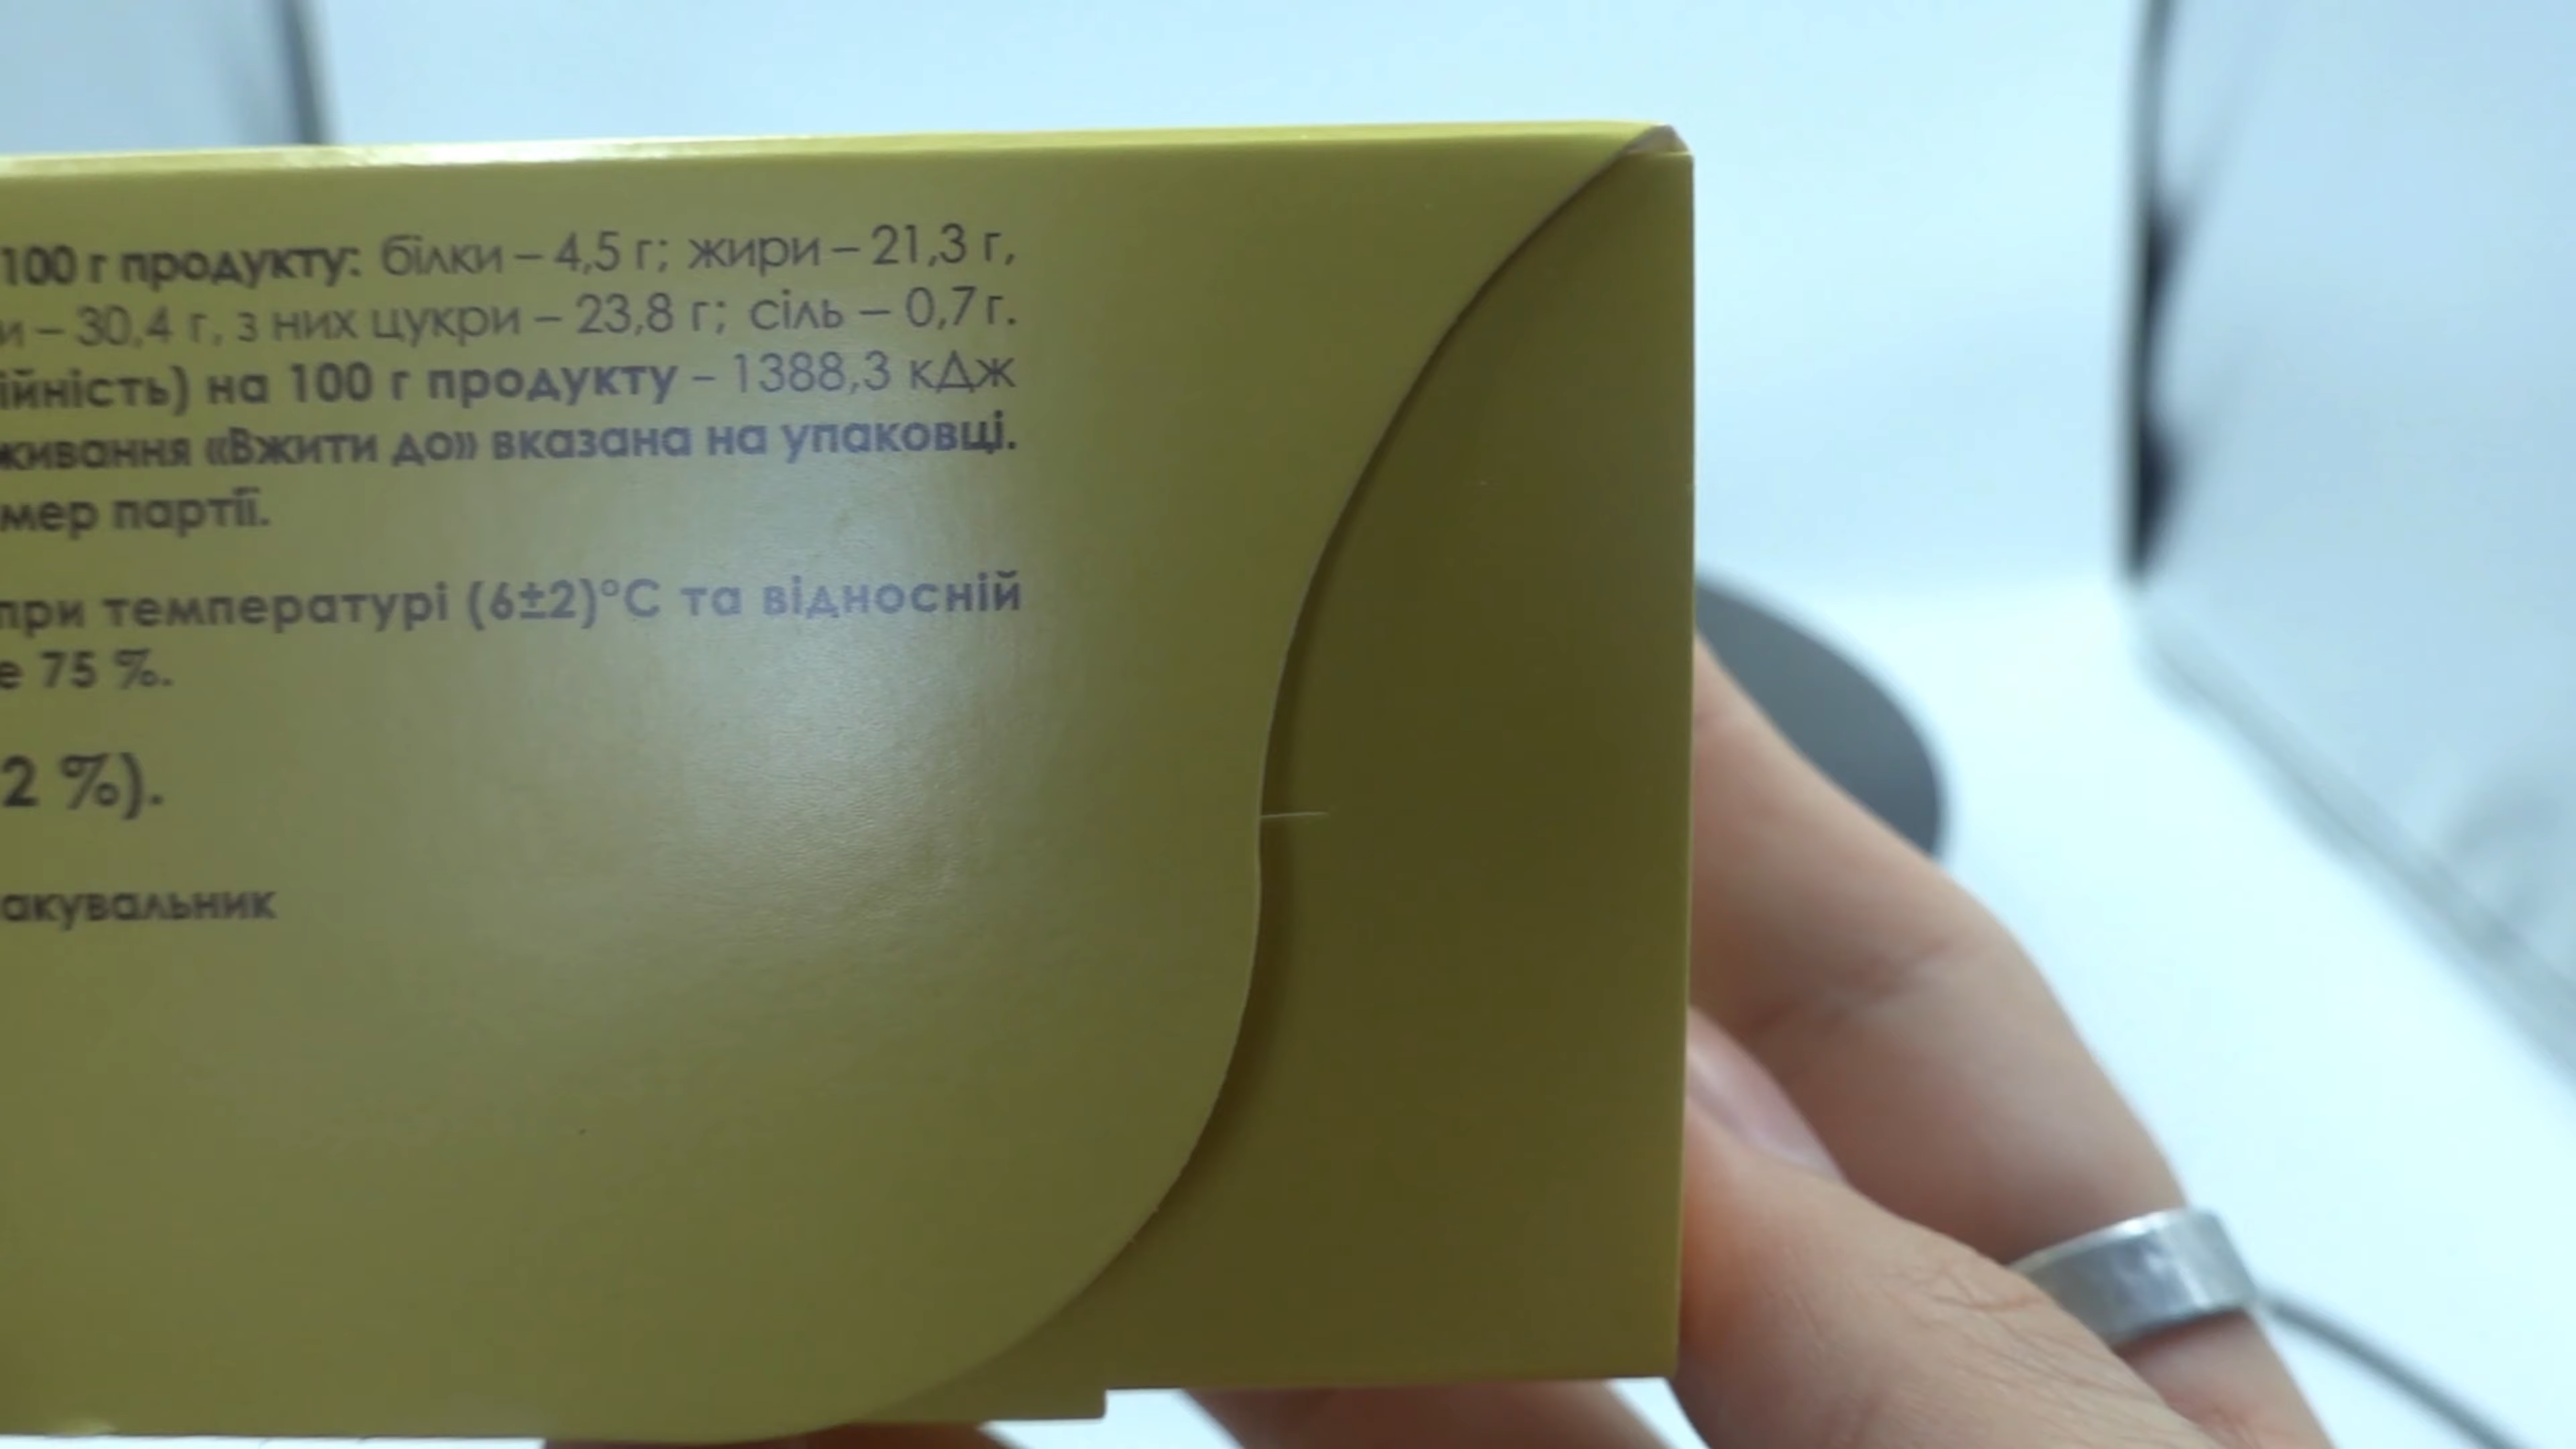 100 г продукту: білки – 4,5 г; жири – 21,3 г,
и – 30,4 г, з них цукри – 23,8 г; сіль – 0,7 г.
ійність) на 100 г продукту – 1388,3 кДж
живання «Вжити до» вказана на упаковці.
мер партії.
при температурі (6±2)°C та відносній
е 75 %.
2 %).
акувальник